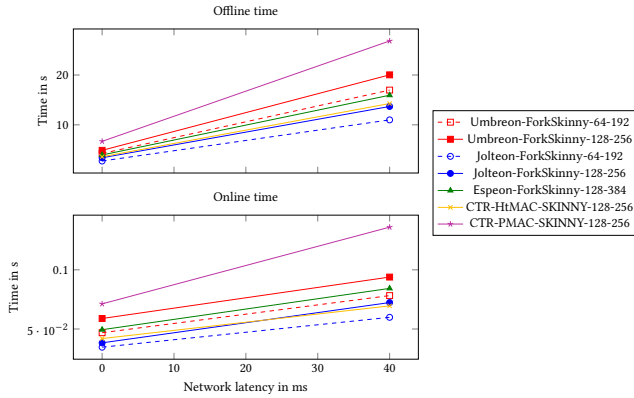 Offline time
20
10
Time in s
Umbreon-ForkSkinny-64-192
Umbreon-ForkSkinny-128-256
Jolteon-ForkSkinny-64-192
Jolteon-ForkSkinny-128-256
Espeon-ForkSkinny-128-384
CTR-HtMAC-SKINNY-128-256
CTR-PMAC-SKINNY-128-256
Online time
0.1
5 · 10⁻²
Time in s
0 10 20 30 40
Network latency in ms